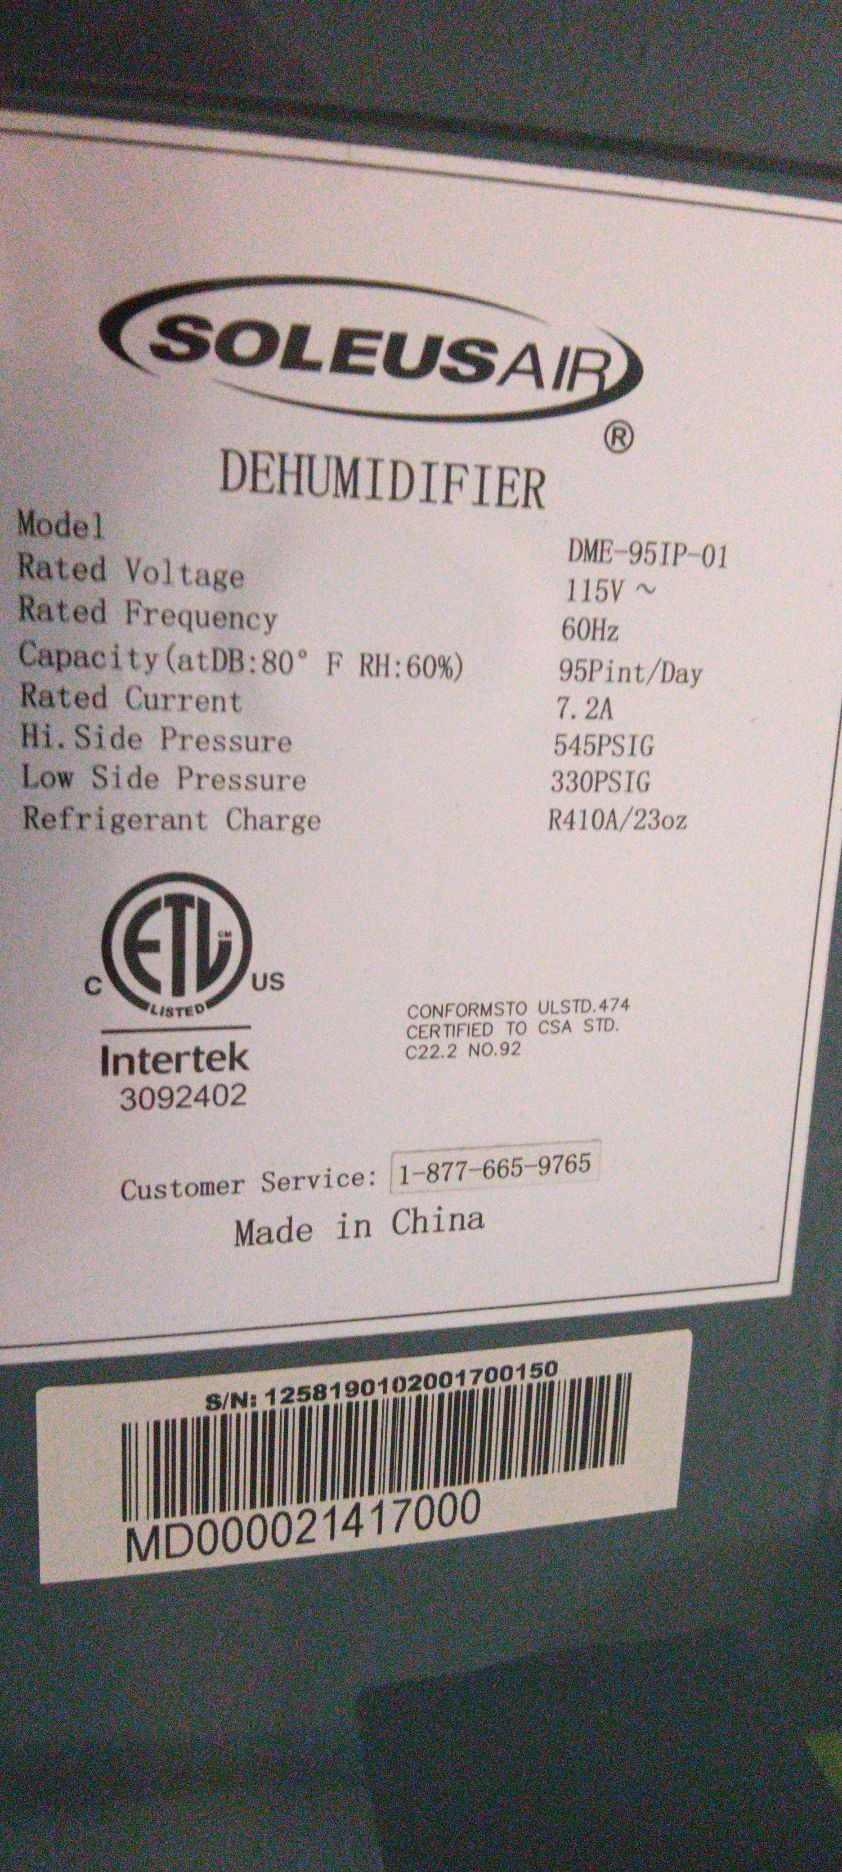 SOLEUSAIR
®
DEHUMIDIFIER
Model DME-95IP-01
Rated Voltage 115V ~
Rated Frequency 60Hz
Capacity(atDB:80° F RH:60%) 95Pint/Day
Rated Current 7.2A
Hi.Side Pressure 545PSIG
Low Side Pressure 330PSIG
Refrigerant Charge R410A/23oz
C ETL CM US
LISTED
Intertek
3092402
CONFORMSTO ULSTD.474
CERTIFIED TO CSA STD.
C22.2 NO.92
Customer Service: 1-877-665-9765
Made in China
S/N: 1258190102001700150
MD000021417000